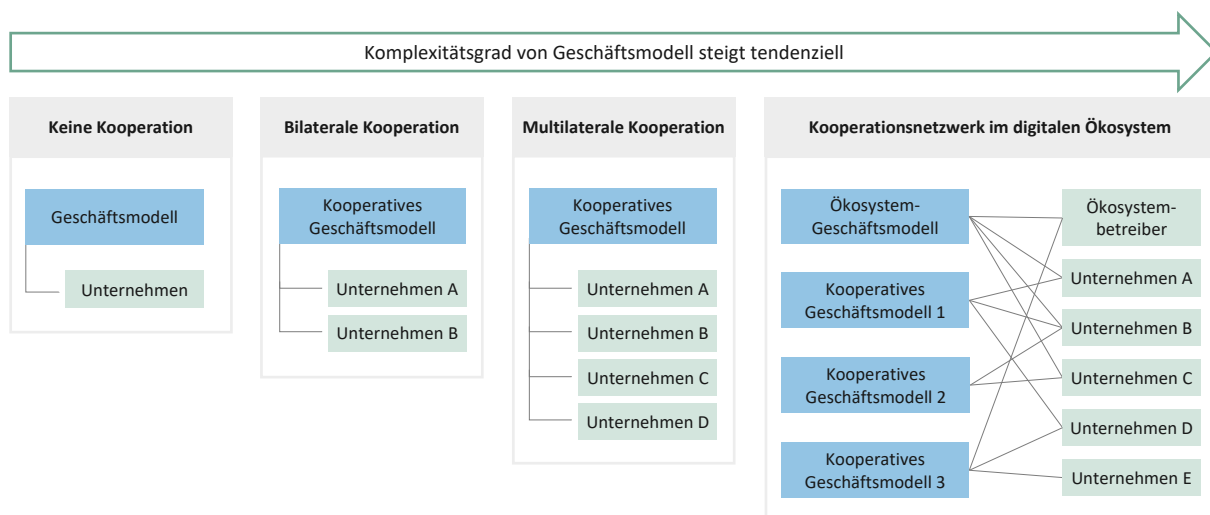 Komplexitätsgrad von Geschäftsmodell steigt tendenziell
Keine Kooperation
Geschäftsmodell
Unternehmen
Bilaterale Kooperation
Kooperatives
Geschäftsmodell
Unternehmen A
Unternehmen B
Multilaterale Kooperation
Kooperatives
Geschäftsmodell
Unternehmen A
Unternehmen B
Unternehmen C
Unternehmen D
Kooperationsnetzwerk im digitalen Ökosystem
Ökosystem-
Geschäftsmodell
Kooperatives
Geschäftsmodell 1
Kooperatives
Geschäftsmodell 2
Kooperatives
Geschäftsmodell 3
Ökosystem-
betreiber
Unternehmen A
Unternehmen B
Unternehmen C
Unternehmen D
Unternehmen E